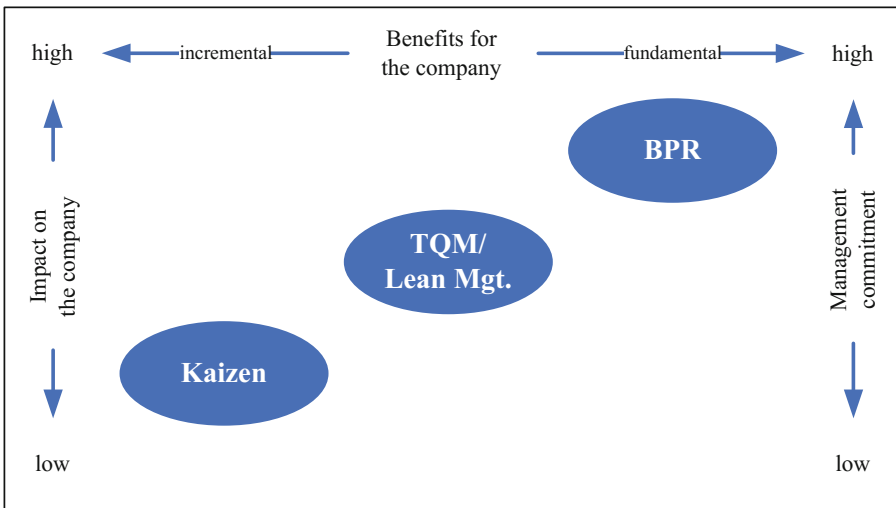 high
incremental
Benefits for
the company
fundamental
high
BPR
Impact on
the company
TQM/
Lean Mgt.
Management
commitment
Kaizen
low
low